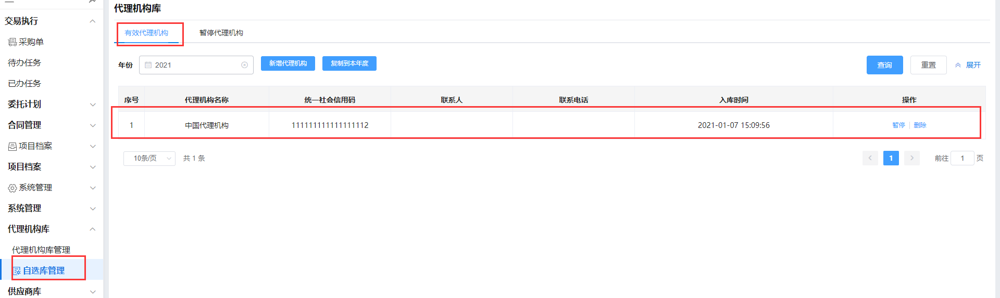 交易执行
采购单
待办任务
已办任务
委托计划
合同管理
项目档案
项目档案
系统管理
系统管理
代理机构库
代理机构库管理
自选库管理
供应商库
代理机构库
有效代理机构 暂停代理机构
年份 2021 新增代理机构 复制到本年度 查询 重置 展开
序号 代理机构名称 统一社会信用码 联系人 联系电话 入库时间 操作
1 中国代理机构 111111111111111112 2021-01-07 15:09:56 暂停 删除
10条/页 共 1 条 1 前往 1 页